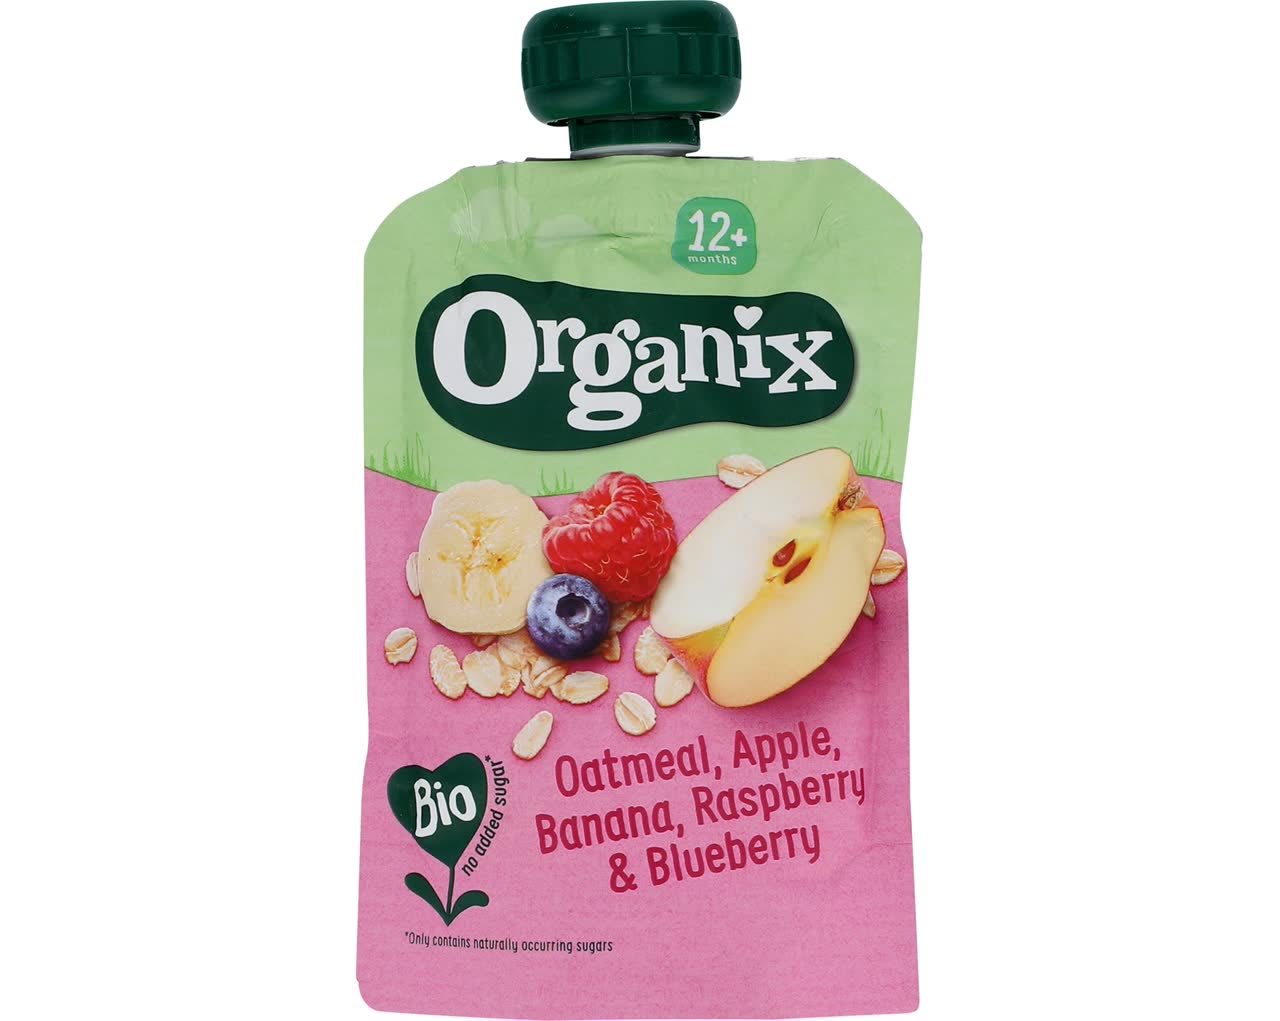 12+
months
Organix
Oatmeal, Apple,
Banana, Raspberry
& Blueberry
Bio
no added sugar*
*Only contains naturally occurring sugars